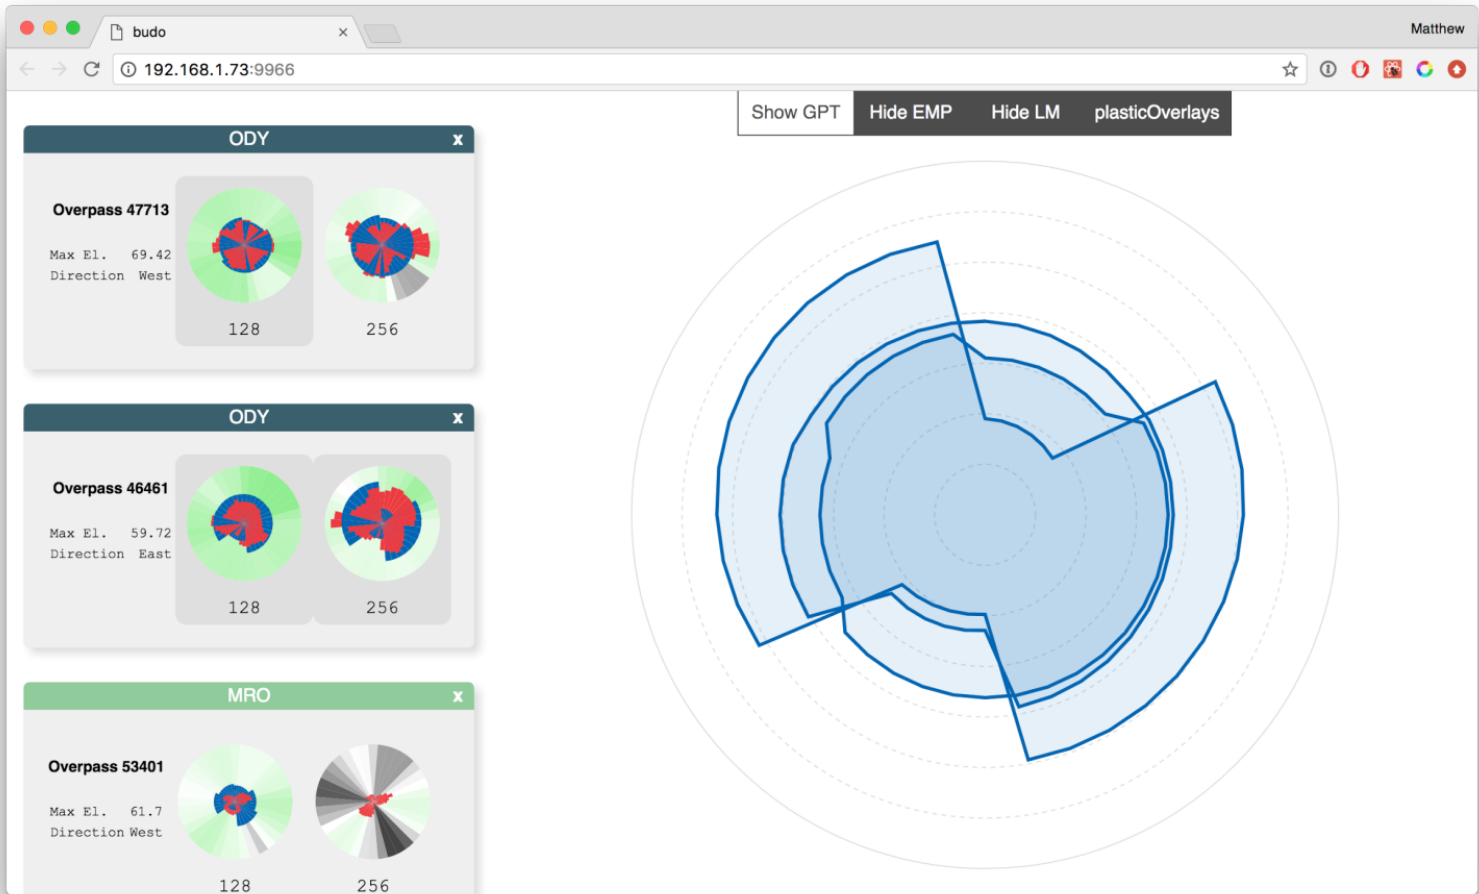 budo
Matthew
192.168.1.73:9966
Show GPT Hide EMP Hide LM plasticOverlays
ODY x
Overpass 47713
Max El. 69.42
Direction West
128 256
ODY x
Overpass 46461
Max El. 59.72
Direction East
128 256
MRO x
Overpass 53401
Max El. 61.7
Direction West
128 256